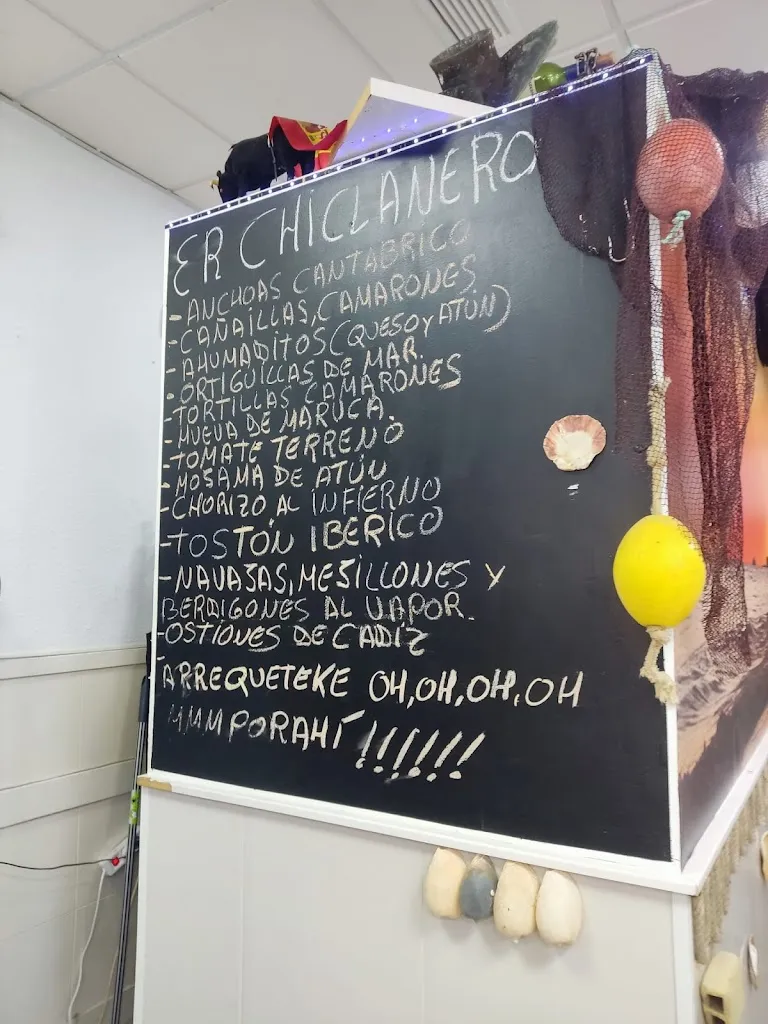 ER CHICLANERO
-ANCHOAS CANTABRICO
-CAÑAILLAS, CAMARONES
-AHUMADITOS (QUESO Y ATÚN)
-ORTIGUILLAS DE MAR.
-TORTILLAS CAMARONES
-HUEVA DE MARUCA.
-TOMATE TERRENO
-MOSAMA DE ATÚN
-CHORIZO AL INFIERNO
-TOSTÓN IBERICO
-NAVAJAS, MEJILLONES Y
BERDIGONES AL VAPOR.
-OSTIONES DE CADIZ
ARREQUETEKE OH, OH, OH, OH
MMMPORAHÍ !!!!!!